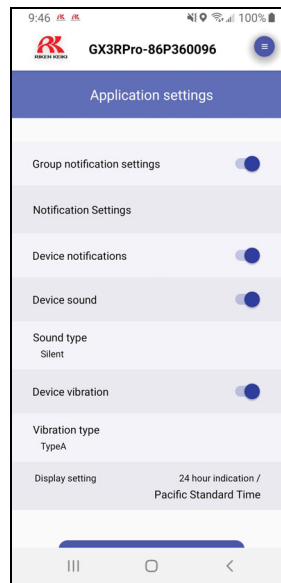 9:46 100%
RIKEN KEIKI
GX3RPro-86P360096
Application settings
Group notification settings
Notification Settings
Device notifications
Device sound
Sound type
Silent
Device vibration
Vibration type
TypeA
Display setting 24 hour indication /
Pacific Standard Time